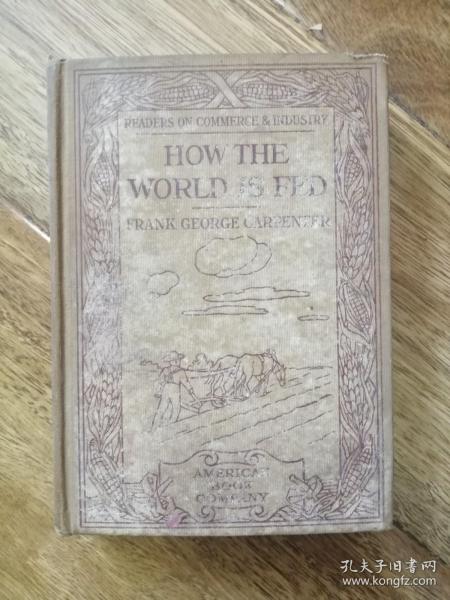 READERS ON COMMERCE & INDUSTRY
HOW THE
WORLD IS FED
FRANK GEORGE CARPENTER
AMERICAN
BOOK
COMPANY
孔夫子旧书网
www.kongfz.com